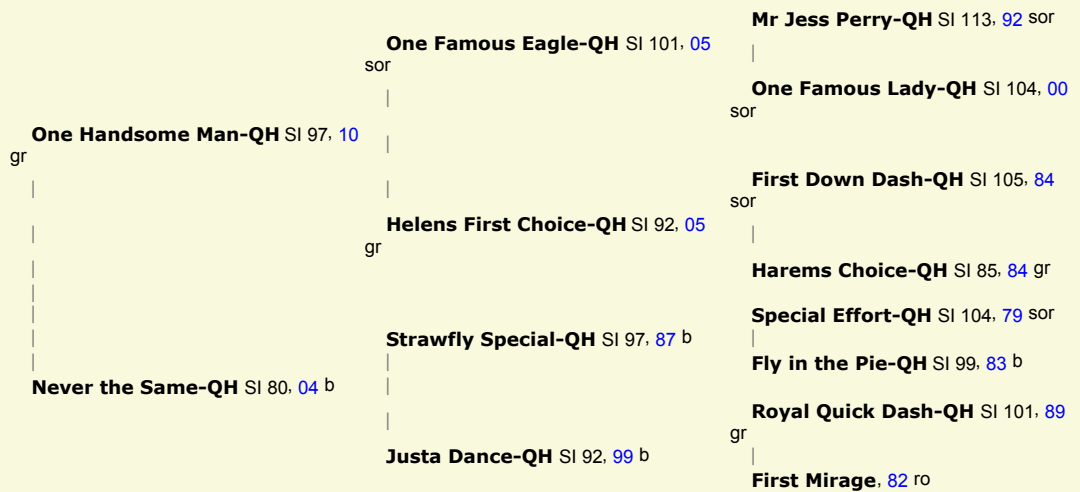 Mr Jess Perry-QH SI 113, 92 sor
One Famous Eagle-QH SI 101, 05
sor
One Famous Lady-QH SI 104, 00
sor
One Handsome Man-QH SI 97, 10
gr
First Down Dash-QH SI 105, 84
sor
Helens First Choice-QH SI 92, 05
gr
Harems Choice-QH SI 85, 84 gr
Special Effort-QH SI 104, 79 sor
Strawfly Special-QH SI 97, 87 b
Fly in the Pie-QH SI 99, 83 b
Never the Same-QH SI 80, 04 b
Royal Quick Dash-QH SI 101, 89
gr
Justa Dance-QH SI 92, 99 b
First Mirage, 82 ro